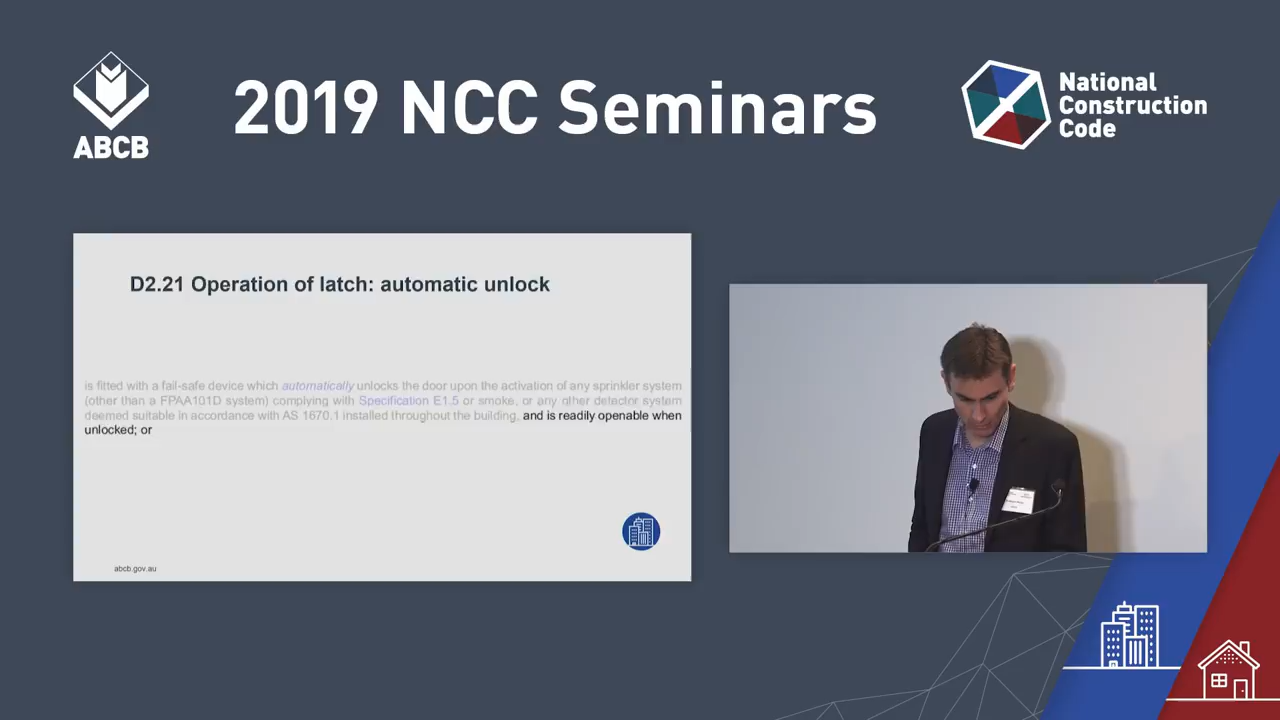 ABCB
2019 NCC Seminars
National
Construction
Code
D2.21 Operation of latch: automatic unlock
is fitted with a fail-safe device which automatically unlocks the door upon the activation of any sprinkler system
(other than a FPAA101D system) complying with Specification E1.5 or smoke, or any other detector system
deemed suitable in accordance with AS 1670.1 installed throughout the building, and is readily openable when
unlocked; or
abcb.gov.au